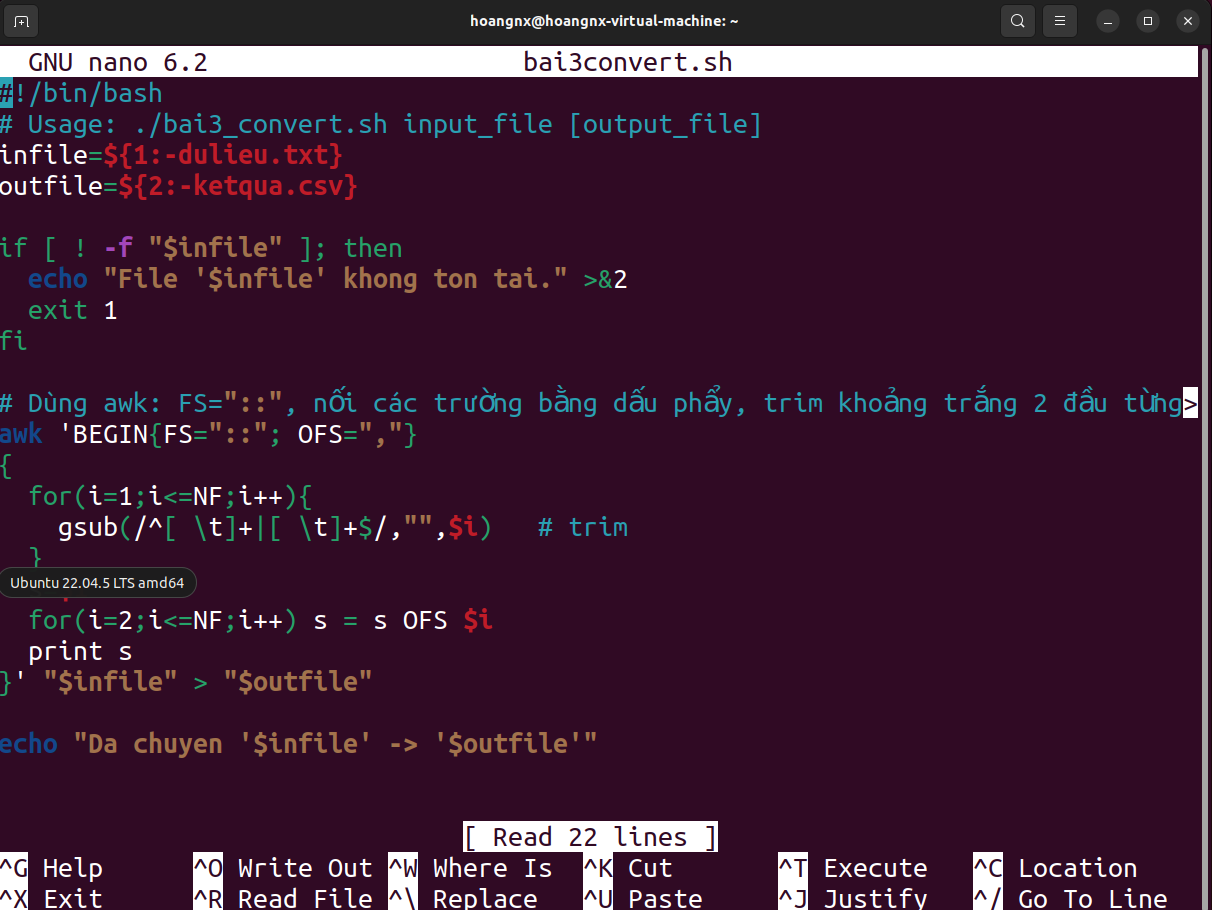 hoangnx@hoangnx-virtual-machine: ~
GNU nano 6.2 bai3convert.sh
#!/bin/bash
# Usage: ./bai3_convert.sh input_file [output_file]
infile=${1:-dulieu.txt}
outfile=${2:-ketqua.csv}
if [ ! -f "$infile" ]; then
echo "File '$infile' khong ton tai." >&2
exit 1
fi
# Dùng awk: FS="::", nối các trường bằng dấu phẩy, trim khoảng trắng 2 đầu từng>
awk 'BEGIN{FS="::"; OFS=","}
{
for(i=1;i<=NF;i++){
gsub(/^[ \t]+|[ \t]+$/,"",$i) # trim
}
Ubuntu 22.04.5 LTS amd64
for(i=2;i<=NF;i++) s = s OFS $i
print s
}' "$infile" > "$outfile"
echo "Da chuyen '$infile' -> '$outfile'"
[ Read 22 lines ]
^G Help ^O Write Out ^W Where Is ^K Cut ^T Execute ^C Location
^X Exit ^R Read File ^\ Replace ^U Paste ^J Justify ^/ Go To Line